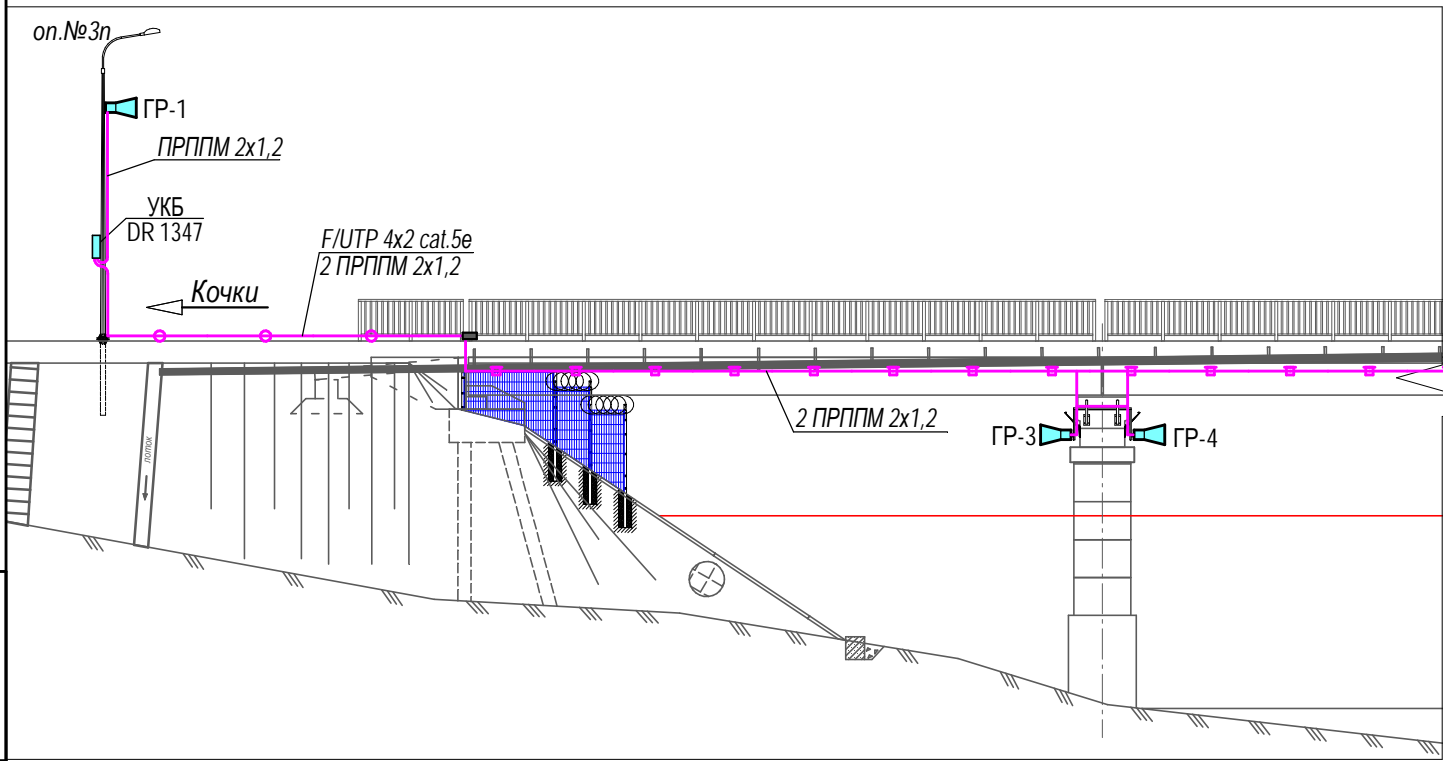 оп.№3п
ГР-1
ПРППМ 2х1,2
УКБ
DR 1347
F/UTP 4x2 cat.5e
2 ПРППМ 2х1,2
Кочки
лоток
2 ПРППМ 2х1,2
ГР-3
ГР-4